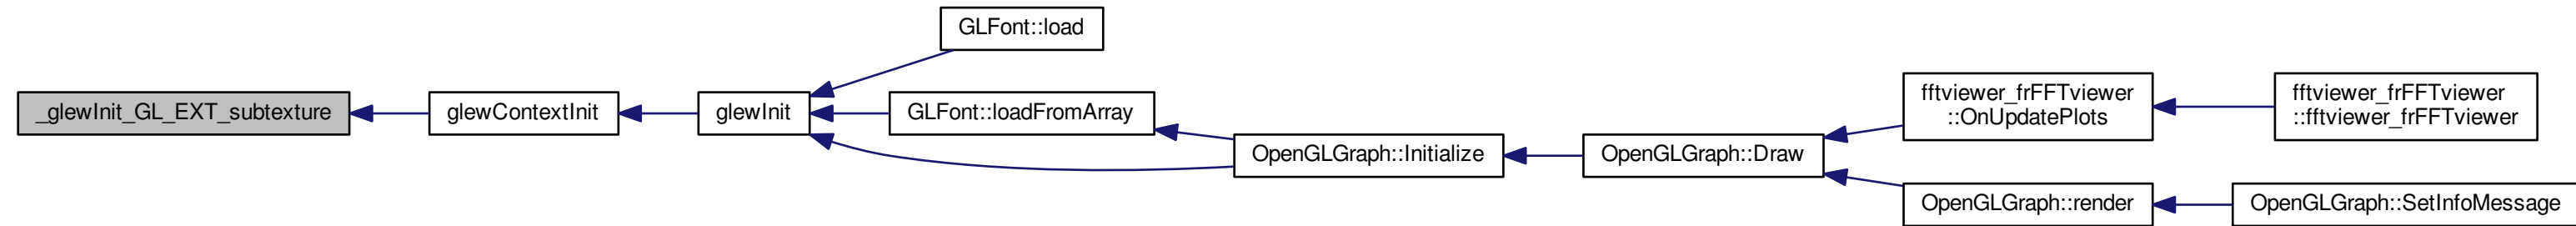 GLFont::load
_glewInit_GL_EXT_subtexture
glewContextInit
glewInit
GLFont::loadFromArray
OpenGLGraph::Initialize
OpenGLGraph::Draw
fftviewer_frFFTviewer
::OnUpdatePlots
fftviewer_frFFTviewer
::fftviewer_frFFTviewer
OpenGLGraph::render
OpenGLGraph::SetInfoMessage